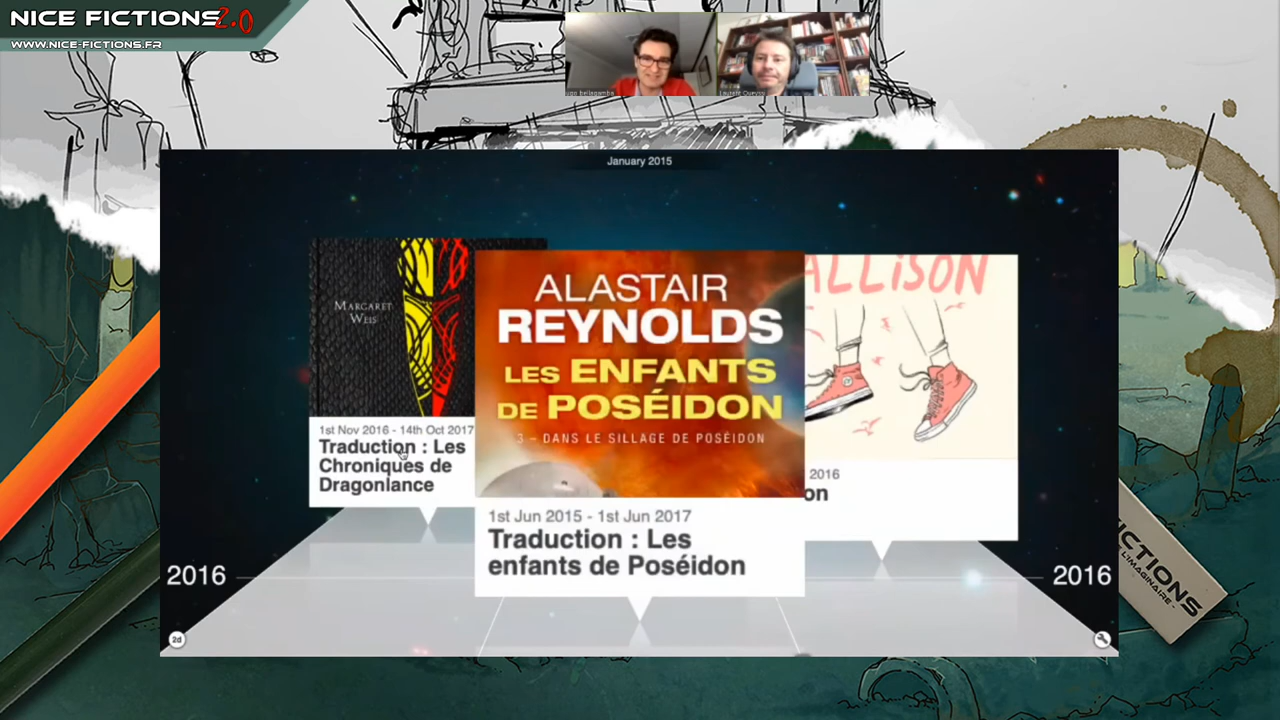 NICE FICTIONS 2.0
WWW.NICE-FICTIONS.FR
January 2015
MARGARET
WEIS
1st Nov 2016 - 14th Oct 2017
Traduction : Les
Chroniques de
Dragonlance
ALASTAIR
REYNOLDS
LES ENFANTS
DE POSÉIDON
3 – DANS LE SILLAGE DE POSÉIDON
1st Jun 2015 - 1st Jun 2017
Traduction : Les
enfants de Poséidon
ALLiSON
2016
on
2016
2016
2d
FICTIONS
L'IMAGINAIRE -